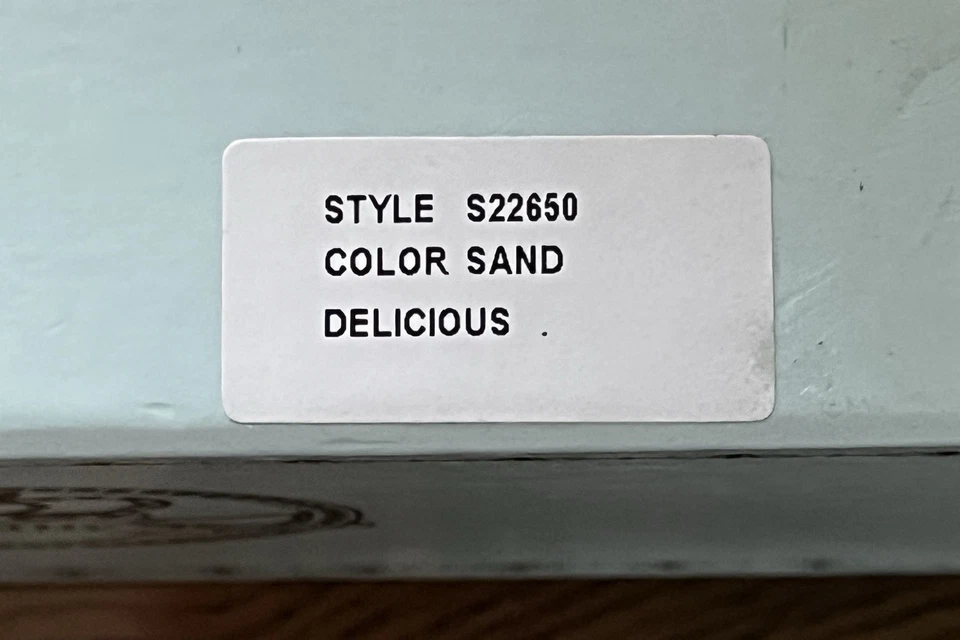 STYLE S22650
COLOR SAND
DELICIOUS .